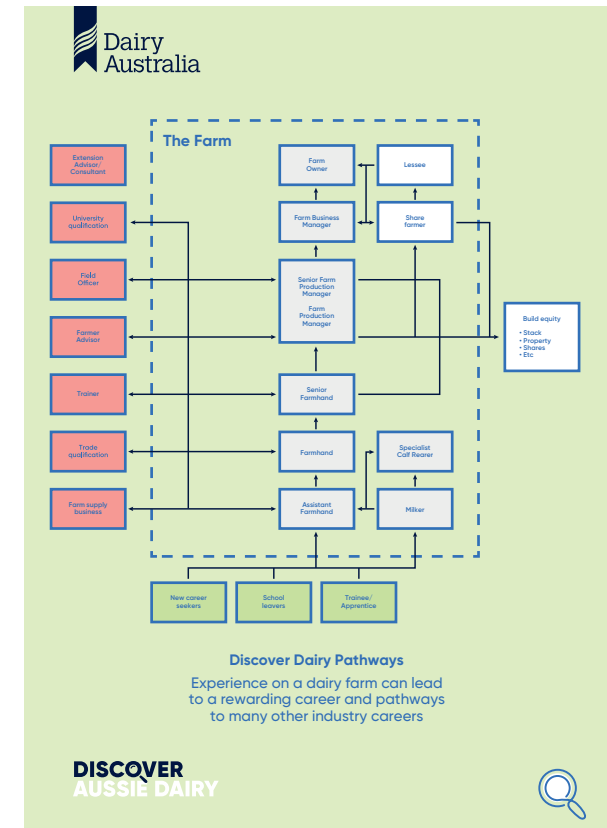 Dairy
Australia
The Farm
Extension
Advisor/
Consultant
Farm
Owner
Lessee
University
qualification
Farm Business
Manager
Share
farmer
Field
Officer
Senior Farm
Production
Manager
Farm
Production
Manager
Build equity
• Stock
• Property
• Shares
• Etc
Farmer
Advisor
Trainer
Senior
Farmhand
Trade
qualification
Farmhand
Specialist
Calf Rearer
Farm supply
business
Assistant
Farmhand
Milker
New career
seekers
School
leavers
Trainee/
Apprentice
Discover Dairy Pathways
Experience on a dairy farm can lead
to a rewarding career and pathways
to many other industry careers
DISCOVER
AUSSIE DAIRY